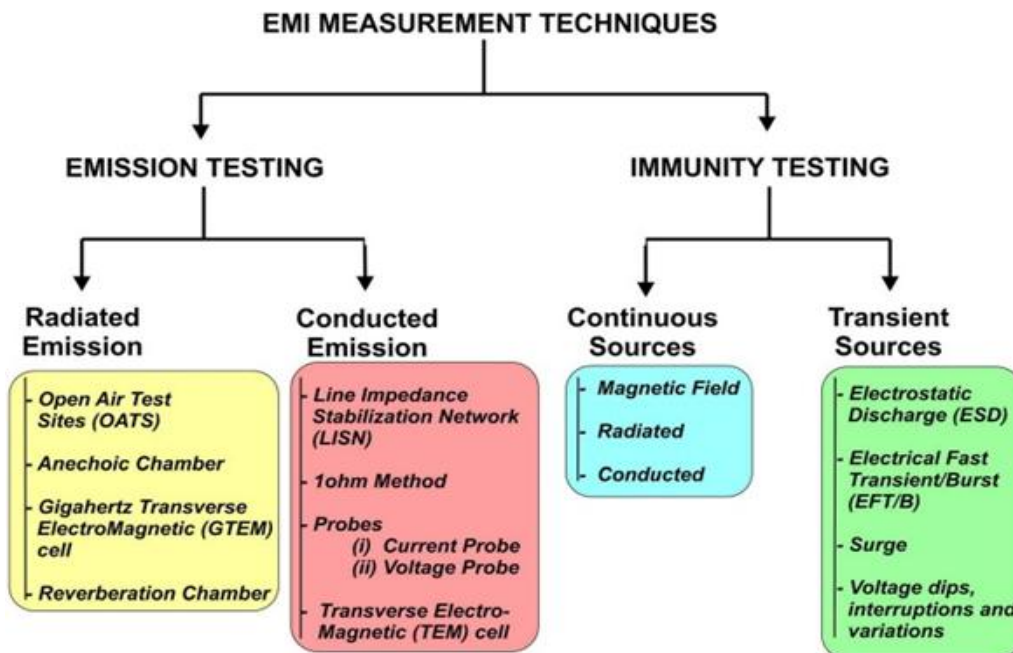 EMI MEASUREMENT TECHNIQUES
EMISSION TESTING
IMMUNITY TESTING
Radiated
Emission
- Open Air Test
Sites (OATS)
- Anechoic Chamber
- Gigahertz Transverse
ElectroMagnetic (GTEM)
cell
- Reverberation Chamber
Conducted
Emission
- Line Impedance
Stabilization Network
(LISN)
- 1ohm Method
- Probes
(i) Current Probe
(ii) Voltage Probe
- Transverse Electro-
Magnetic (TEM) cell
Continuous
Sources
- Magnetic Field
- Radiated
- Conducted
Transient
Sources
- Electrostatic
Discharge (ESD)
- Electrical Fast
Transient/Burst
(EFT/B)
- Surge
- Voltage dips,
interruptions and
variations